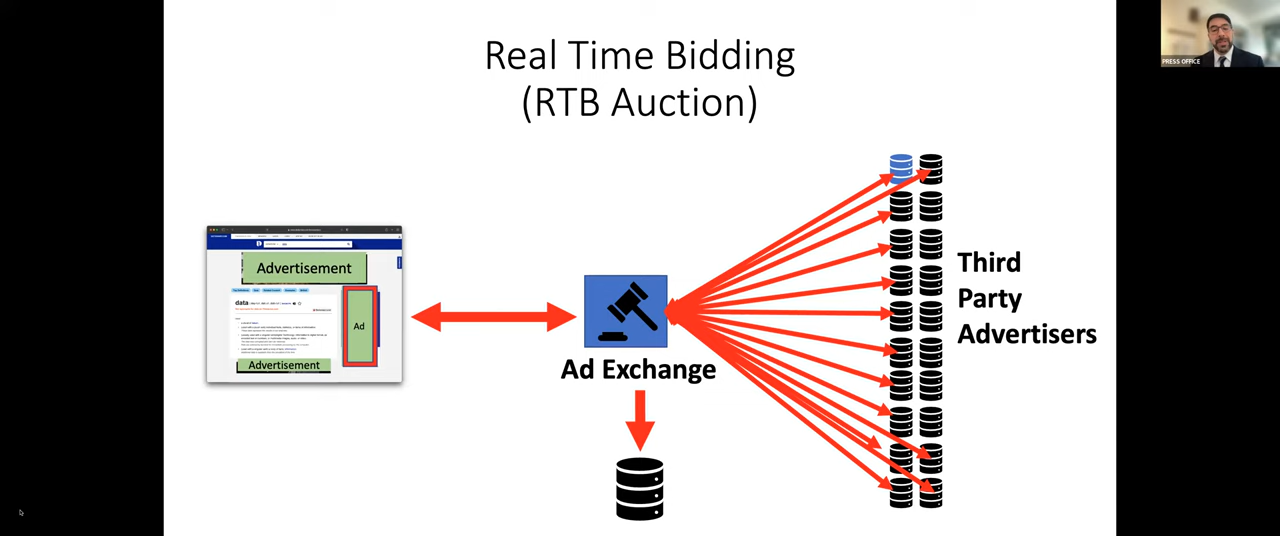 Real Time Bidding
(RTB Auction)
PRESS OFFICE
Advertisement
data
Ad
Advertisement
Ad Exchange
Third
Party
Advertisers